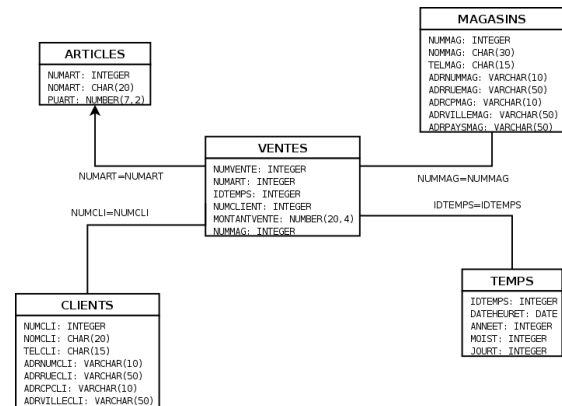 MAGASINS
NUMMAG: INTEGER
NOMMAG: CHAR(30)
TELMAG: CHAR(15)
ADRNUMMAG: VARCHAR(10)
ADRRUEMAG: VARCHAR(50)
ADRCPMAG: VARCHAR(10)
ADRVILLEMAG: VARCHAR(50)
ADRPAYSMAG: VARCHAR(50)
ARTICLES
NUMART: INTEGER
NOMART: CHAR(20)
PUART: NUMBER(7,2)
VENTES
NUMVENTE: INTEGER
NUMART: INTEGER
IDTEMPS: INTEGER
NUMCLIENT: INTEGER
MONTANTVENTE: NUMBER(20,4)
NUMMAG: INTEGER
NUMART=NUMART
NUMMAG=NUMMAG
NUMCLI=NUMCLI
IDTEMPS=IDTEMPS
TEMPS
IDTEMPS: INTEGER
DATEHEURET: DATE
ANNEET: INTEGER
MOIST: INTEGER
JOURT: INTEGER
CLIENTS
NUMCLI: INTEGER
NOMCLI: CHAR(20)
TELCLI: CHAR(15)
ADRNUMCLI: VARCHAR(10)
ADRRUECLI: VARCHAR(50)
ADRCPCLI: VARCHAR(10)
ADRVILLECLI: VARCHAR(50)